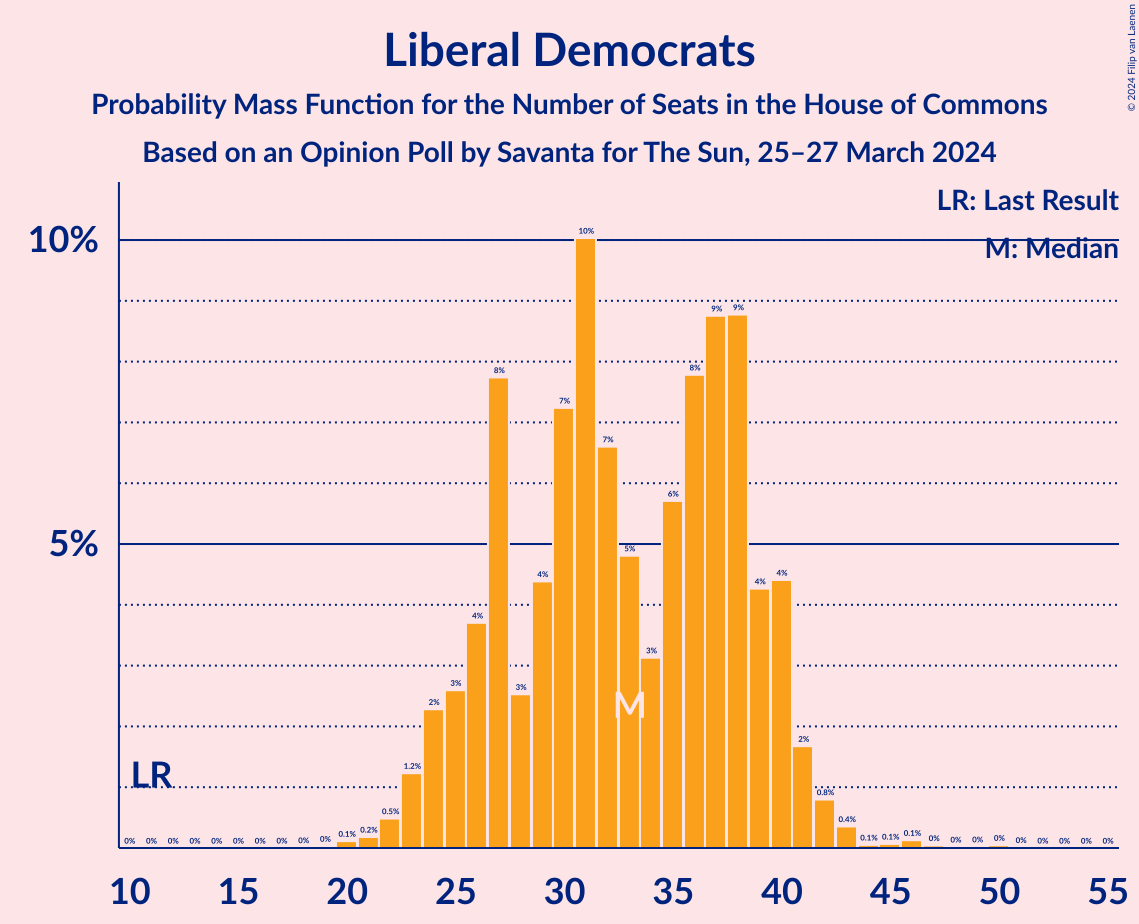 © 2024 Filip van Laenen
Liberal Democrats
Probability Mass Function for the Number of Seats in the House of Commons
Based on an Opinion Poll by Savanta for The Sun, 25–27 March 2024
LR: Last Result
M: Median
10%
5%
LR
M
0% 0% 0% 0% 0% 0% 0% 0% 0% 0% 0.1% 0.2% 0.5% 1.2% 2% 3% 4% 8% 3% 4% 7% 10% 7% 5% 3% 6% 8% 9% 9% 4% 4% 2% 0.8% 0.4% 0.1% 0.1% 0.1% 0% 0% 0% 0% 0% 0% 0% 0% 0%
10 15 20 25 30 35 40 45 50 55